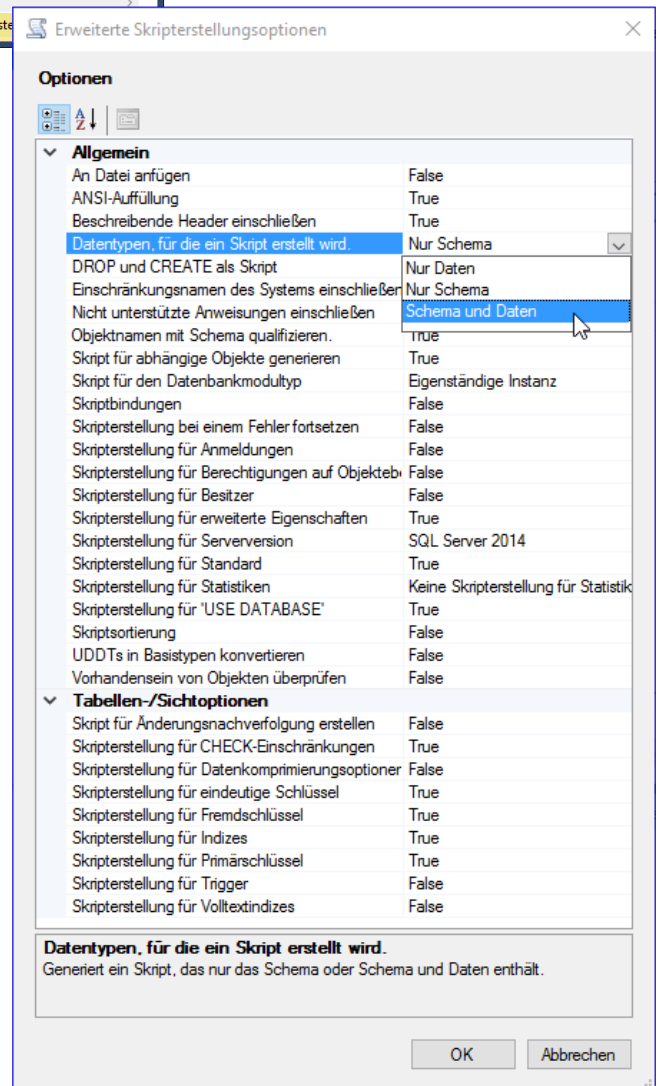 ste
Erweiterte Skripterstellungsoptionen
Optionen
Allgemein
An Datei anfügen False
ANSI-Auffüllung True
Beschreibende Header einschließen True
Datentypen, für die ein Skript erstellt wird. Nur Schema
DROP und CREATE als Skript Nur Daten
Einschränkungsnamen des Systems einschließen Nur Schema
Nicht unterstützte Anweisungen einschließen Schema und Daten
Objektnamen mit Schema qualifizieren. True
Skript für abhängige Objekte generieren True
Skript für den Datenbankmodultyp Eigenständige Instanz
Skriptbindungen False
Skripterstellung bei einem Fehler fortsetzen False
Skripterstellung für Anmeldungen False
Skripterstellung für Berechtigungen auf Objektebe False
Skripterstellung für Besitzer False
Skripterstellung für erweiterte Eigenschaften True
Skripterstellung für Serverversion SQL Server 2014
Skripterstellung für Standard True
Skripterstellung für Statistiken Keine Skripterstellung für Statistik
Skripterstellung für 'USE DATABASE' True
Skriptsortierung False
UDDTs in Basistypen konvertieren False
Vorhandensein von Objekten überprüfen False
Tabellen-/Sichtoptionen
Skript für Änderungsnachverfolgung erstellen False
Skripterstellung für CHECK-Einschränkungen True
Skripterstellung für Datenkomprimierungsoptionen False
Skripterstellung für eindeutige Schlüssel True
Skripterstellung für Fremdschlüssel True
Skripterstellung für Indizes True
Skripterstellung für Primärschlüssel True
Skripterstellung für Trigger False
Skripterstellung für Volltextindizes False
Datentypen, für die ein Skript erstellt wird.
Generiert ein Skript, das nur das Schema oder Schema und Daten enthält.
OK Abbrechen